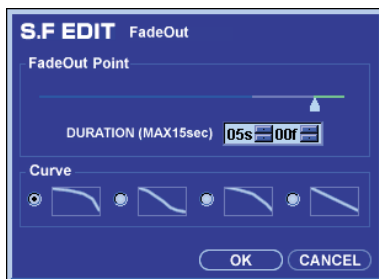 S.F EDIT FadeOut
FadeOut Point
DURATION (MAX15sec) 05s 00f
Curve
OK CANCEL